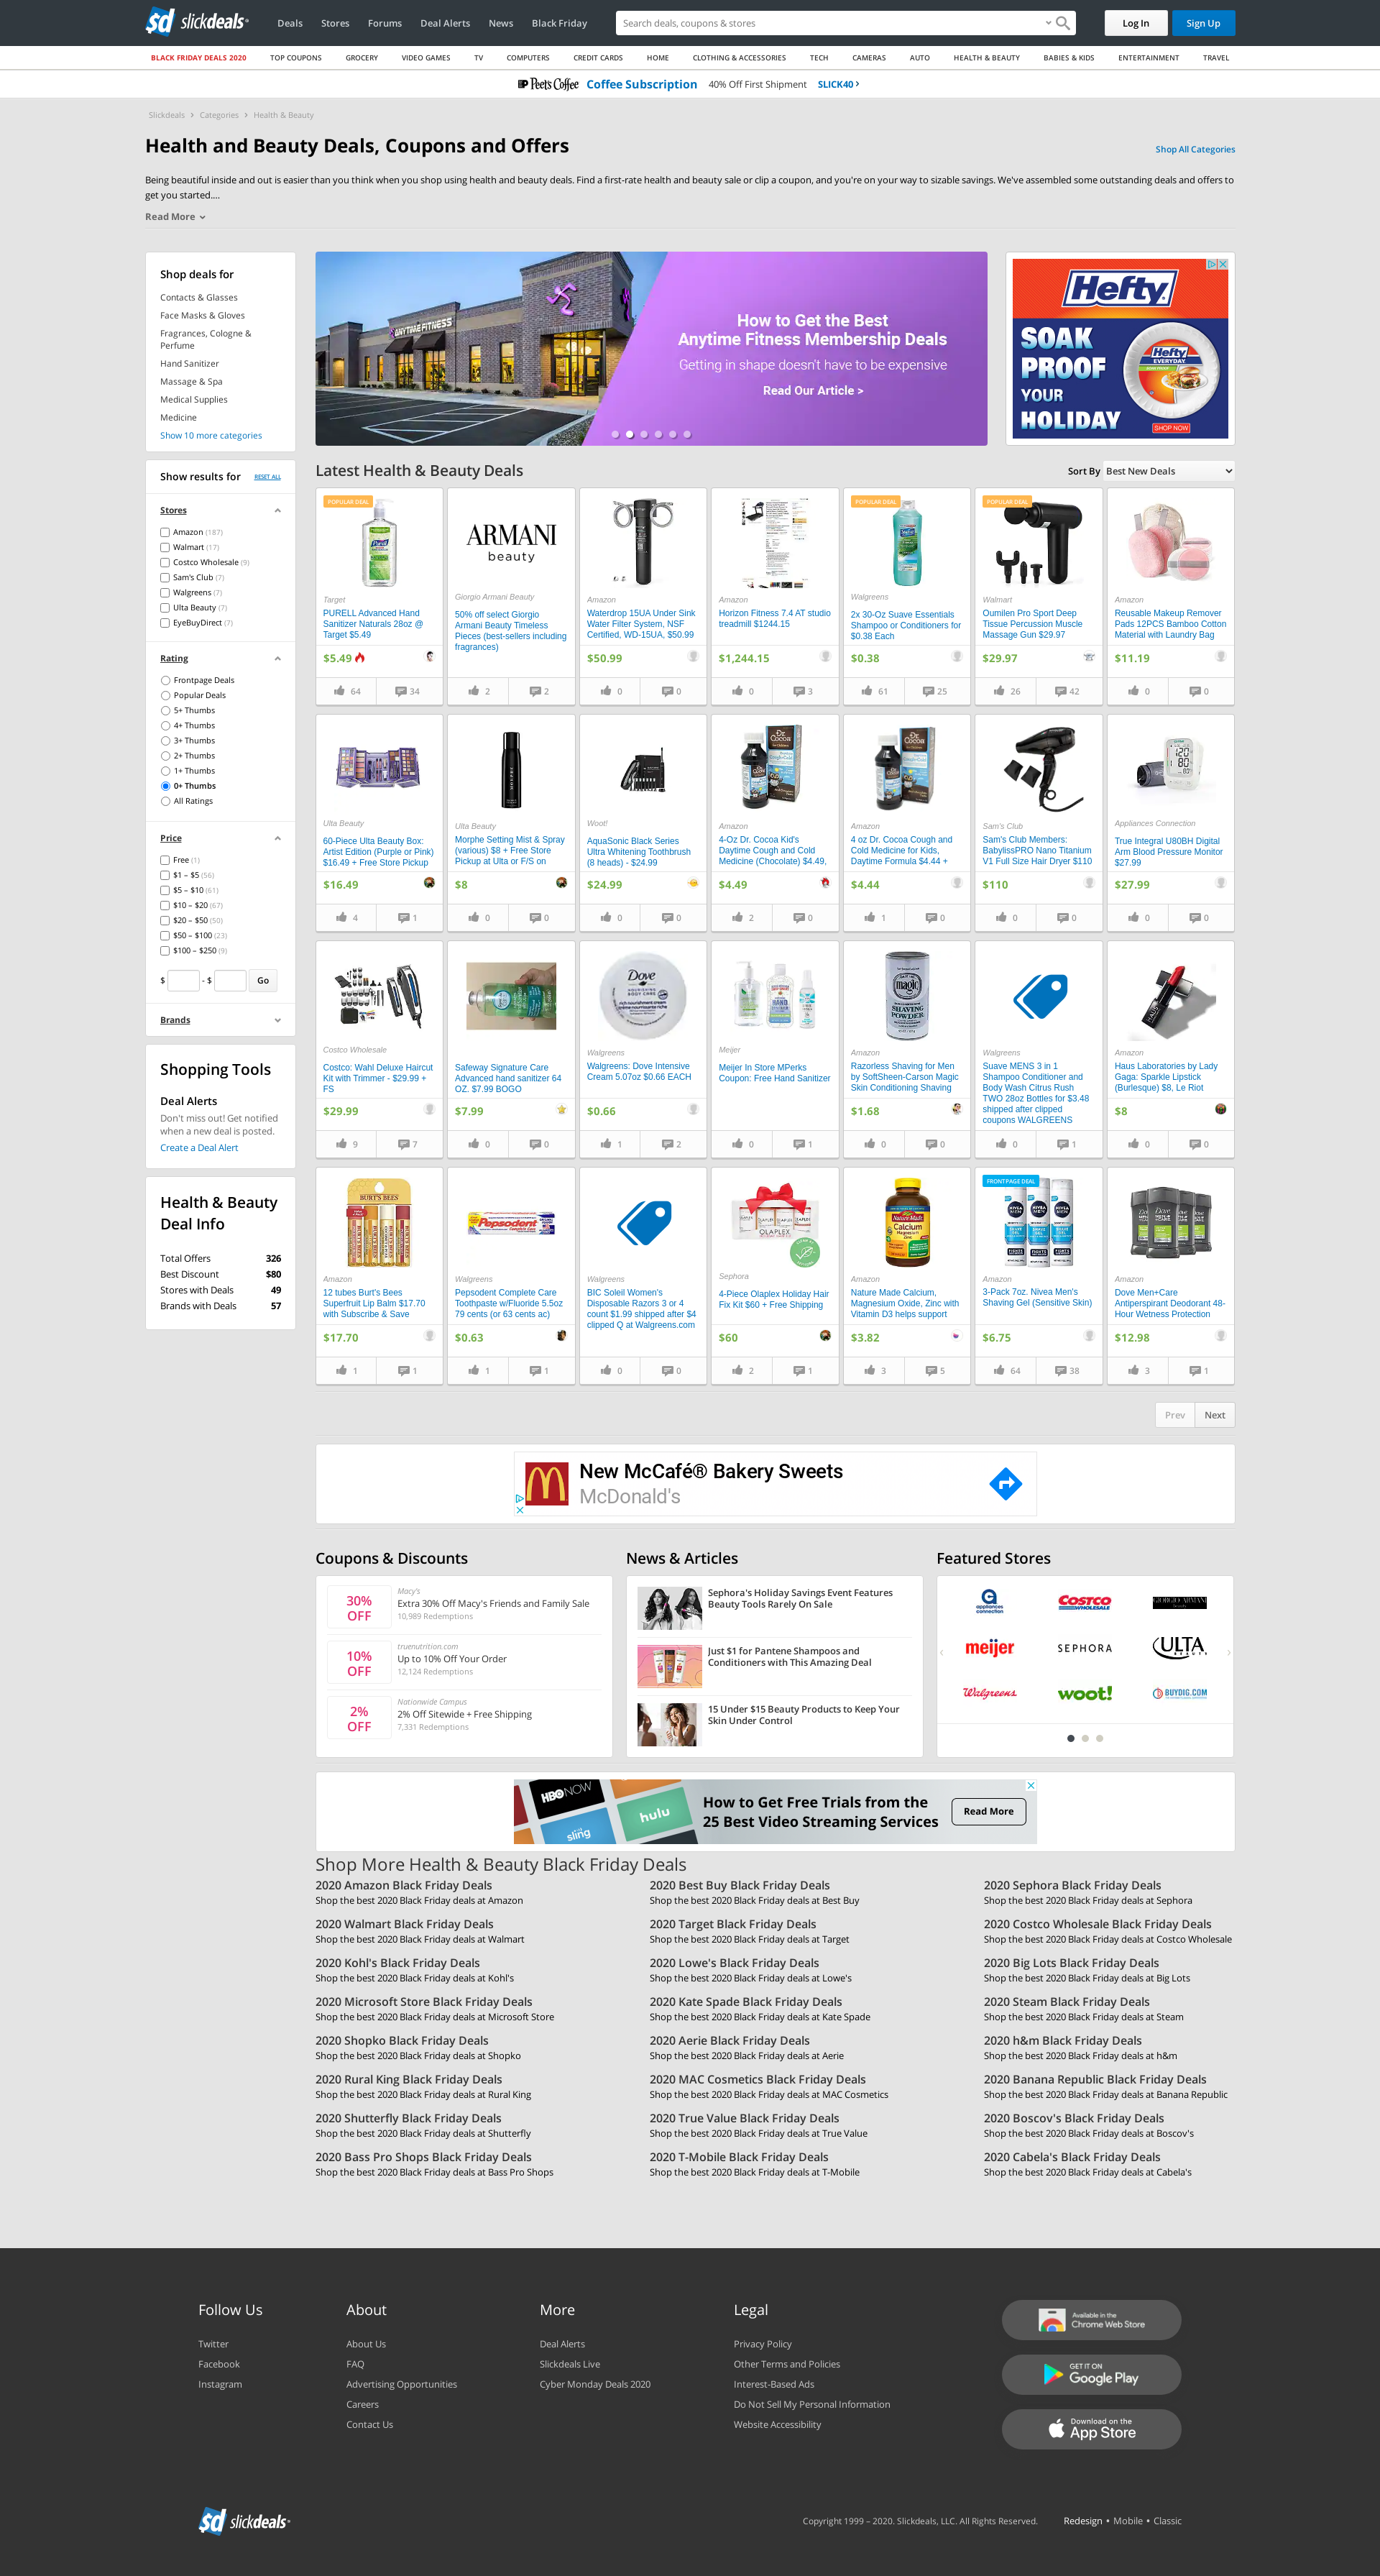 slickdeals
Deals
Stores
Forums
Deal Alerts
News
Black Friday
Search deals, coupons & stores
Log In
Sign Up
BLACK FRIDAY DEALS 2020
TOP COUPONS
GROCERY
VIDEO GAMES
TV
COMPUTERS
CREDIT CARDS
HOME
CLOTHING & ACCESSORIES
TECH
CAMERAS
AUTO
HEALTH & BEAUTY
BABIES & KIDS
ENTERTAINMENT
TRAVEL
Peet's Coffee Coffee Subscription 40% Off First Shipment SLICK40 >
Slickdeals > Categories > Health & Beauty
Health and Beauty Deals, Coupons and Offers
Shop All Categories
Being beautiful inside and out is easier than you think when you shop using health and beauty deals. Find a first-rate health and beauty sale or clip a coupon, and you're on your way to sizable savings. We've assembled some outstanding deals and offers to
get you started....
Read More
Shop deals for
Contacts & Glasses
Face Masks & Gloves
Fragrances, Cologne &
Perfume
Hand Sanitizer
Massage & Spa
Medical Supplies
Medicine
Show 10 more categories
ANYTIME FITNESS
How to Get the Best
Anytime Fitness Membership Deals
Getting in shape doesn't have to be expensive
Read Our Article >
Hefty
SOAK
PROOF
YOUR
HOLIDAY
Hefty
EVERYDAY
SHOP NOW
Show results for
RESET ALL
Stores
Amazon (187)
Walmart (17)
Costco Wholesale (9)
Sam's Club (7)
Walgreens (7)
Ulta Beauty (7)
EyeBuyDirect (7)
Rating
Frontpage Deals
Popular Deals
5+ Thumbs
4+ Thumbs
3+ Thumbs
2+ Thumbs
1+ Thumbs
0+ Thumbs
All Ratings
Price
Free (1)
$1 – $5 (56)
$5 – $10 (61)
$10 – $20 (67)
$20 – $50 (50)
$50 – $100 (23)
$100 – $250 (9)
$ - $ Go
Brands
Shopping Tools
Deal Alerts
Don't miss out! Get notified
when a new deal is posted.
Create a Deal Alert
Health & Beauty
Deal Info
Total Offers 326
Best Discount $80
Stores with Deals 49
Brands with Deals 57
Latest Health & Beauty Deals
Sort By Best New Deals
POPULAR DEAL
Target
PURELL Advanced Hand
Sanitizer Naturals 28oz @
Target $5.49
$5.49
64 34
ARMANI
beauty
Giorgio Armani Beauty
50% off select Giorgio
Armani Beauty Timeless
Pieces (best-sellers including
fragrances)
2 2
Amazon
Waterdrop 15UA Under Sink
Water Filter System, NSF
Certified, WD-15UA, $50.99
$50.99
0 0
Amazon
Horizon Fitness 7.4 AT studio
treadmill $1244.15
$1,244.15
0 3
POPULAR DEAL
Walgreens
2x 30-Oz Suave Essentials
Shampoo or Conditioners for
$0.38 Each
$0.38
61 25
POPULAR DEAL
Walmart
Oumilen Pro Sport Deep
Tissue Percussion Muscle
Massage Gun $29.97
$29.97
26 42
Amazon
Reusable Makeup Remover
Pads 12PCS Bamboo Cotton
Material with Laundry Bag
$11.19
0 0
Ulta Beauty
60-Piece Ulta Beauty Box:
Artist Edition (Purple or Pink)
$16.49 + Free Store Pickup
$16.49
4 1
Ulta Beauty
Morphe Setting Mist & Spray
(various) $8 + Free Store
Pickup at Ulta or F/S on
$8
0 0
Woot!
AquaSonic Black Series
Ultra Whitening Toothbrush
(8 heads) - $24.99
$24.99
0 0
Dr. Cocoa
Amazon
4-Oz Dr. Cocoa Kid's
Daytime Cough and Cold
Medicine (Chocolate) $4.49,
$4.49
2 0
Dr. Cocoa
Amazon
4 oz Dr. Cocoa Cough and
Cold Medicine for Kids,
Daytime Formula $4.44 +
$4.44
1 0
Sam's Club
Sam's Club Members:
BabylissPRO Nano Titanium
V1 Full Size Hair Dryer $110
$110
0 0
120
80
80
Appliances Connection
True Integral U80BH Digital
Arm Blood Pressure Monitor
$27.99
$27.99
0 0
Costco Wholesale
Costco: Wahl Deluxe Haircut
Kit with Trimmer - $29.99 +
FS
$29.99
9 7
Safeway Signature Care
Advanced hand sanitizer 64
OZ. $7.99 BOGO
$7.99
0 0
Dove
Walgreens
Walgreens: Dove Intensive
Cream 5.07oz $0.66 EACH
$0.66
1 2
Meijer
Meijer In Store MPerks
Coupon: Free Hand Sanitizer
0 1
magic
SHAVING
POWDER
Amazon
Razorless Shaving for Men
by SoftSheen-Carson Magic
Skin Conditioning Shaving
$1.68
0 0
Walgreens
Suave MENS 3 in 1
Shampoo Conditioner and
Body Wash Citrus Rush
TWO 28oz Bottles for $3.48
shipped after clipped
coupons WALGREENS
0 1
Amazon
Haus Laboratories by Lady
Gaga: Sparkle Lipstick
(Burlesque) $8, Le Riot
$8
0 0
BURT'S BEES
Amazon
12 tubes Burt's Bees
Superfruit Lip Balm $17.70
with Subscribe & Save
$17.70
1 1
Pepsodent
Walgreens
Pepsodent Complete Care
Toothpaste w/Fluoride 5.5oz
79 cents (or 63 cents ac)
$0.63
1 1
Walgreens
BIC Soleil Women's
Disposable Razors 3 or 4
count $1.99 shipped after $4
clipped Q at Walgreens.com
0 0
OLAPLEX
Sephora
4-Piece Olaplex Holiday Hair
Fix Kit $60 + Free Shipping
$60
2 1
Nature Made
Calcium
Magnesium
Zinc
Amazon
Nature Made Calcium,
Magnesium Oxide, Zinc with
Vitamin D3 helps support
$3.82
3 5
FRONTPAGE DEAL
NIVEA
MEN
Amazon
3-Pack 7oz. Nivea Men's
Shaving Gel (Sensitive Skin)
$6.75
64 38
Amazon
Dove Men+Care
Antiperspirant Deodorant 48-
Hour Wetness Protection
$12.98
3 1
Prev Next
New McCafé® Bakery Sweets
McDonald's
Coupons & Discounts
30%
OFF
Macy's
Extra 30% Off Macy's Friends and Family Sale
10,989 Redemptions
10%
OFF
truenutrition.com
Up to 10% Off Your Order
12,124 Redemptions
2%
OFF
Nationwide Campus
2% Off Sitewide + Free Shipping
7,331 Redemptions
News & Articles
Sephora's Holiday Savings Event Features
Beauty Tools Rarely On Sale
Just $1 for Pantene Shampoos and
Conditioners with This Amazing Deal
15 Under $15 Beauty Products to Keep Your
Skin Under Control
Featured Stores
appliances
connection
COSTCO
WHOLESALE
GIORGIO ARMANI
beauty
meijer
SEPHORA
ULTA
BEAUTY
Walgreens
woot!
BUYDIG.COM
HBO NOW
hulu
sling
How to Get Free Trials from the
25 Best Video Streaming Services
Read More
Shop More Health & Beauty Black Friday Deals
2020 Amazon Black Friday Deals
Shop the best 2020 Black Friday deals at Amazon
2020 Best Buy Black Friday Deals
Shop the best 2020 Black Friday deals at Best Buy
2020 Sephora Black Friday Deals
Shop the best 2020 Black Friday deals at Sephora
2020 Walmart Black Friday Deals
Shop the best 2020 Black Friday deals at Walmart
2020 Target Black Friday Deals
Shop the best 2020 Black Friday deals at Target
2020 Costco Wholesale Black Friday Deals
Shop the best 2020 Black Friday deals at Costco Wholesale
2020 Kohl's Black Friday Deals
Shop the best 2020 Black Friday deals at Kohl's
2020 Lowe's Black Friday Deals
Shop the best 2020 Black Friday deals at Lowe's
2020 Big Lots Black Friday Deals
Shop the best 2020 Black Friday deals at Big Lots
2020 Microsoft Store Black Friday Deals
Shop the best 2020 Black Friday deals at Microsoft Store
2020 Kate Spade Black Friday Deals
Shop the best 2020 Black Friday deals at Kate Spade
2020 Steam Black Friday Deals
Shop the best 2020 Black Friday deals at Steam
2020 Shopko Black Friday Deals
Shop the best 2020 Black Friday deals at Shopko
2020 Aerie Black Friday Deals
Shop the best 2020 Black Friday deals at Aerie
2020 h&m Black Friday Deals
Shop the best 2020 Black Friday deals at h&m
2020 Rural King Black Friday Deals
Shop the best 2020 Black Friday deals at Rural King
2020 MAC Cosmetics Black Friday Deals
Shop the best 2020 Black Friday deals at MAC Cosmetics
2020 Banana Republic Black Friday Deals
Shop the best 2020 Black Friday deals at Banana Republic
2020 Shutterfly Black Friday Deals
Shop the best 2020 Black Friday deals at Shutterfly
2020 True Value Black Friday Deals
Shop the best 2020 Black Friday deals at True Value
2020 Boscov's Black Friday Deals
Shop the best 2020 Black Friday deals at Boscov's
2020 Bass Pro Shops Black Friday Deals
Shop the best 2020 Black Friday deals at Bass Pro Shops
2020 T-Mobile Black Friday Deals
Shop the best 2020 Black Friday deals at T-Mobile
2020 Cabela's Black Friday Deals
Shop the best 2020 Black Friday deals at Cabela's
Follow Us
Twitter
Facebook
Instagram
About
About Us
FAQ
Advertising Opportunities
Careers
Contact Us
More
Deal Alerts
Slickdeals Live
Cyber Monday Deals 2020
Legal
Privacy Policy
Other Terms and Policies
Interest-Based Ads
Do Not Sell My Personal Information
Website Accessibility
Available in the
Chrome Web Store
GET IT ON
Google Play
Download on the
App Store
slickdeals
Copyright 1999 – 2020. Slickdeals, LLC. All Rights Reserved.
Redesign • Mobile • Classic